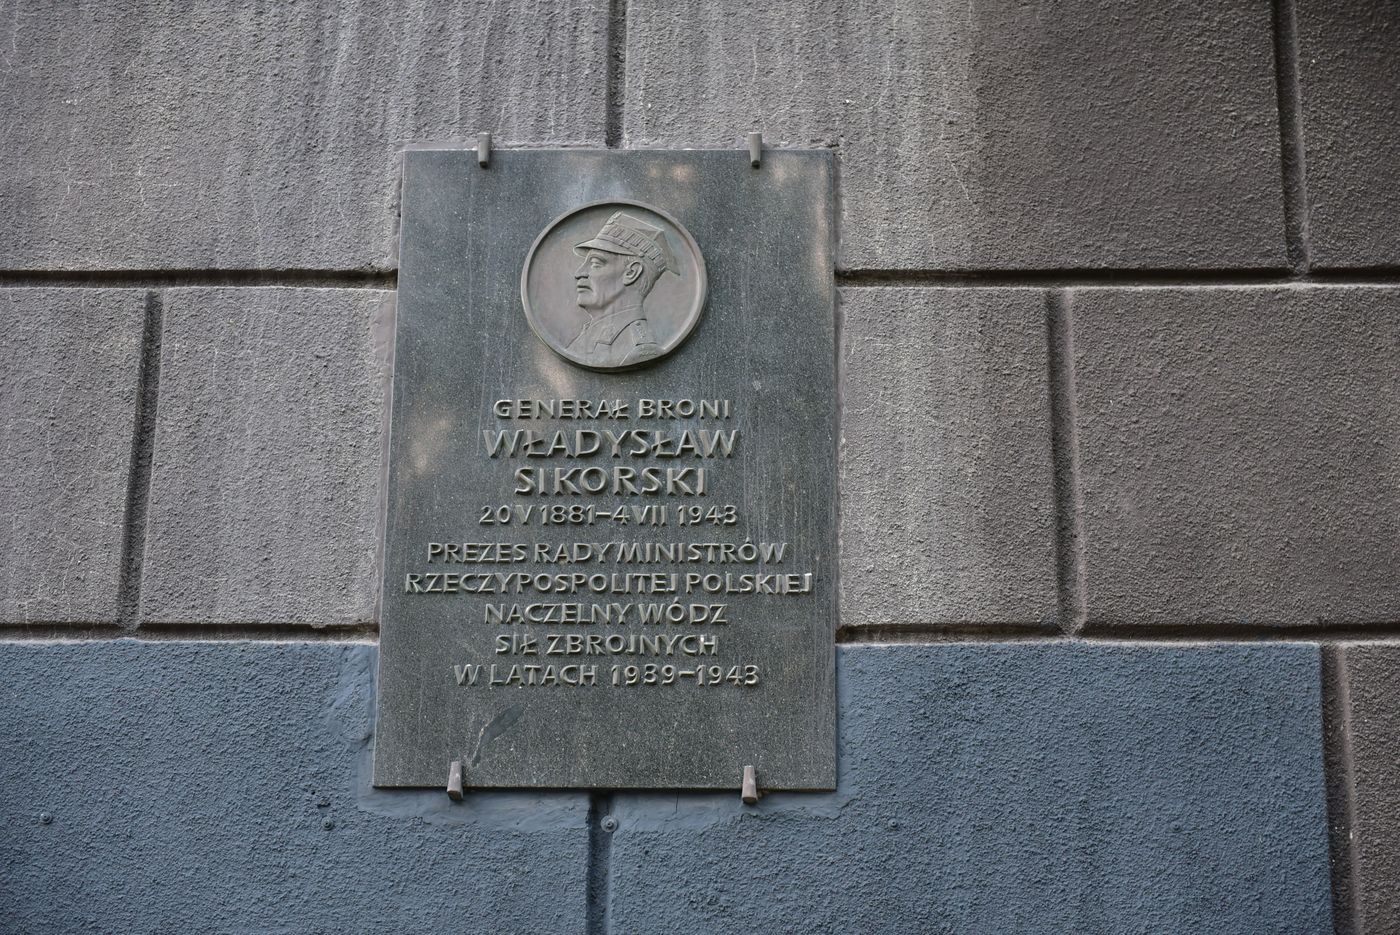 GENERAŁ BRONI
WŁADYSŁAW
SIKORSKI
20 V 1881–4 VII 1943
PREZES RADY MINISTRÓW
RZECZYPOSPOLITEJ POLSKIEJ
NACZELNY WÓDZ
SIŁ ZBROJNYCH
W LATACH 1939–1943